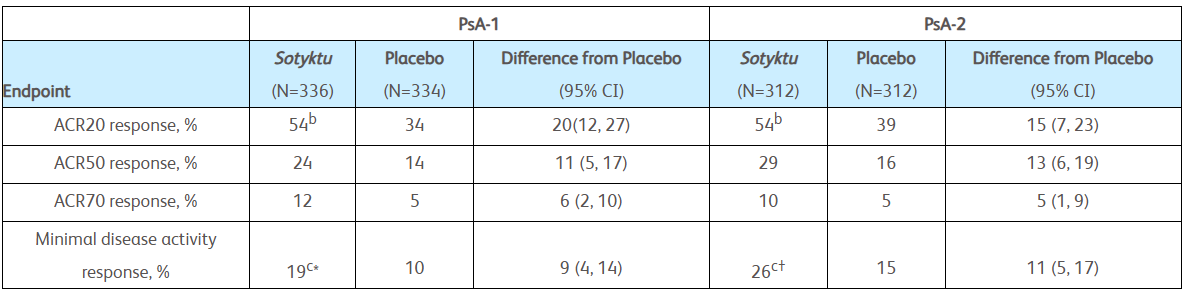 PsA-1 PsA-2
Sotyktu Placebo Difference from Placebo Sotyktu Placebo Difference from Placebo
Endpoint (N=336) (N=334) (95% CI) (N=312) (N=312) (95% CI)
ACR20 response, % 54b 34 20(12, 27) 54b 39 15 (7, 23)
ACR50 response, % 24 14 11 (5, 17) 29 16 13 (6, 19)
ACR70 response, % 12 5 6 (2, 10) 10 5 5 (1, 9)
Minimal disease activity
response, % 19c* 10 9 (4, 14) 26c† 15 11 (5, 17)